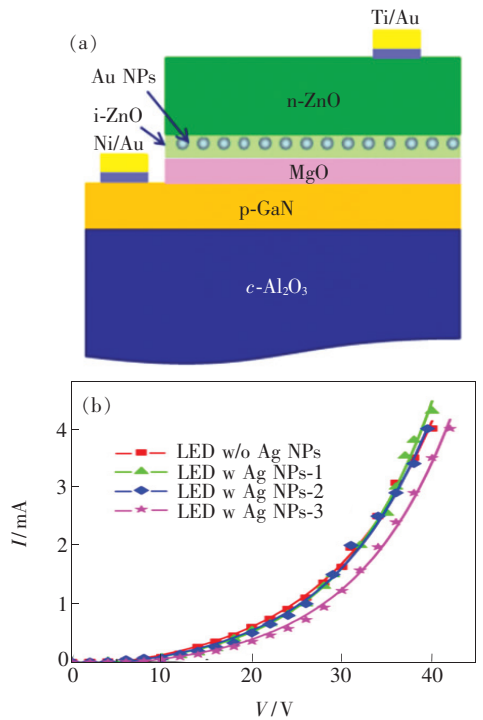 (a)
Ti/Au
Au NPs
n-ZnO
i-ZnO
Ni/Au
MgO
p-GaN
c-Al₂O₃
(b)
LED w/o Ag NPs
LED w Ag NPs-1
LED w Ag NPs-2
LED w Ag NPs-3
4
3
2
1
0
I/mA
0 10 20 30 40
V/V